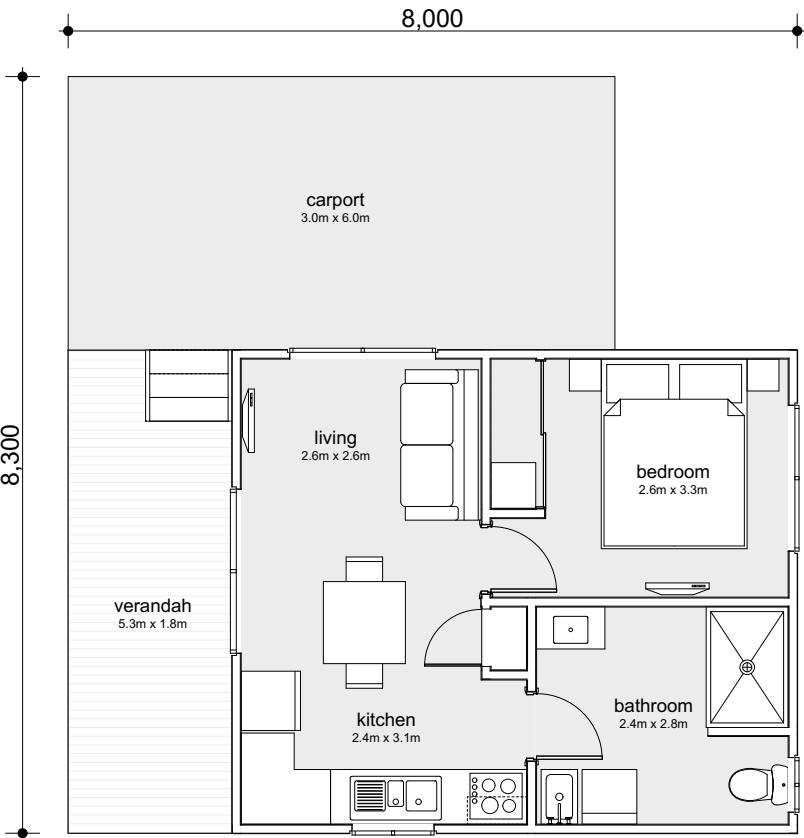 8,000
carport
3.0m x 6.0m
8,300
living
2.6m x 2.6m
bedroom
2.6m x 3.3m
verandah
5.3m x 1.8m
kitchen
2.4m x 3.1m
bathroom
2.4m x 2.8m